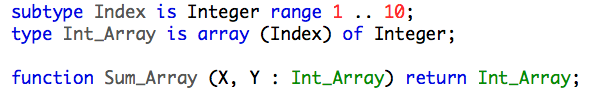 subtype Index is Integer range 1 .. 10;
type Int_Array is array (Index) of Integer;
function Sum_Array (X, Y : Int_Array) return Int_Array;